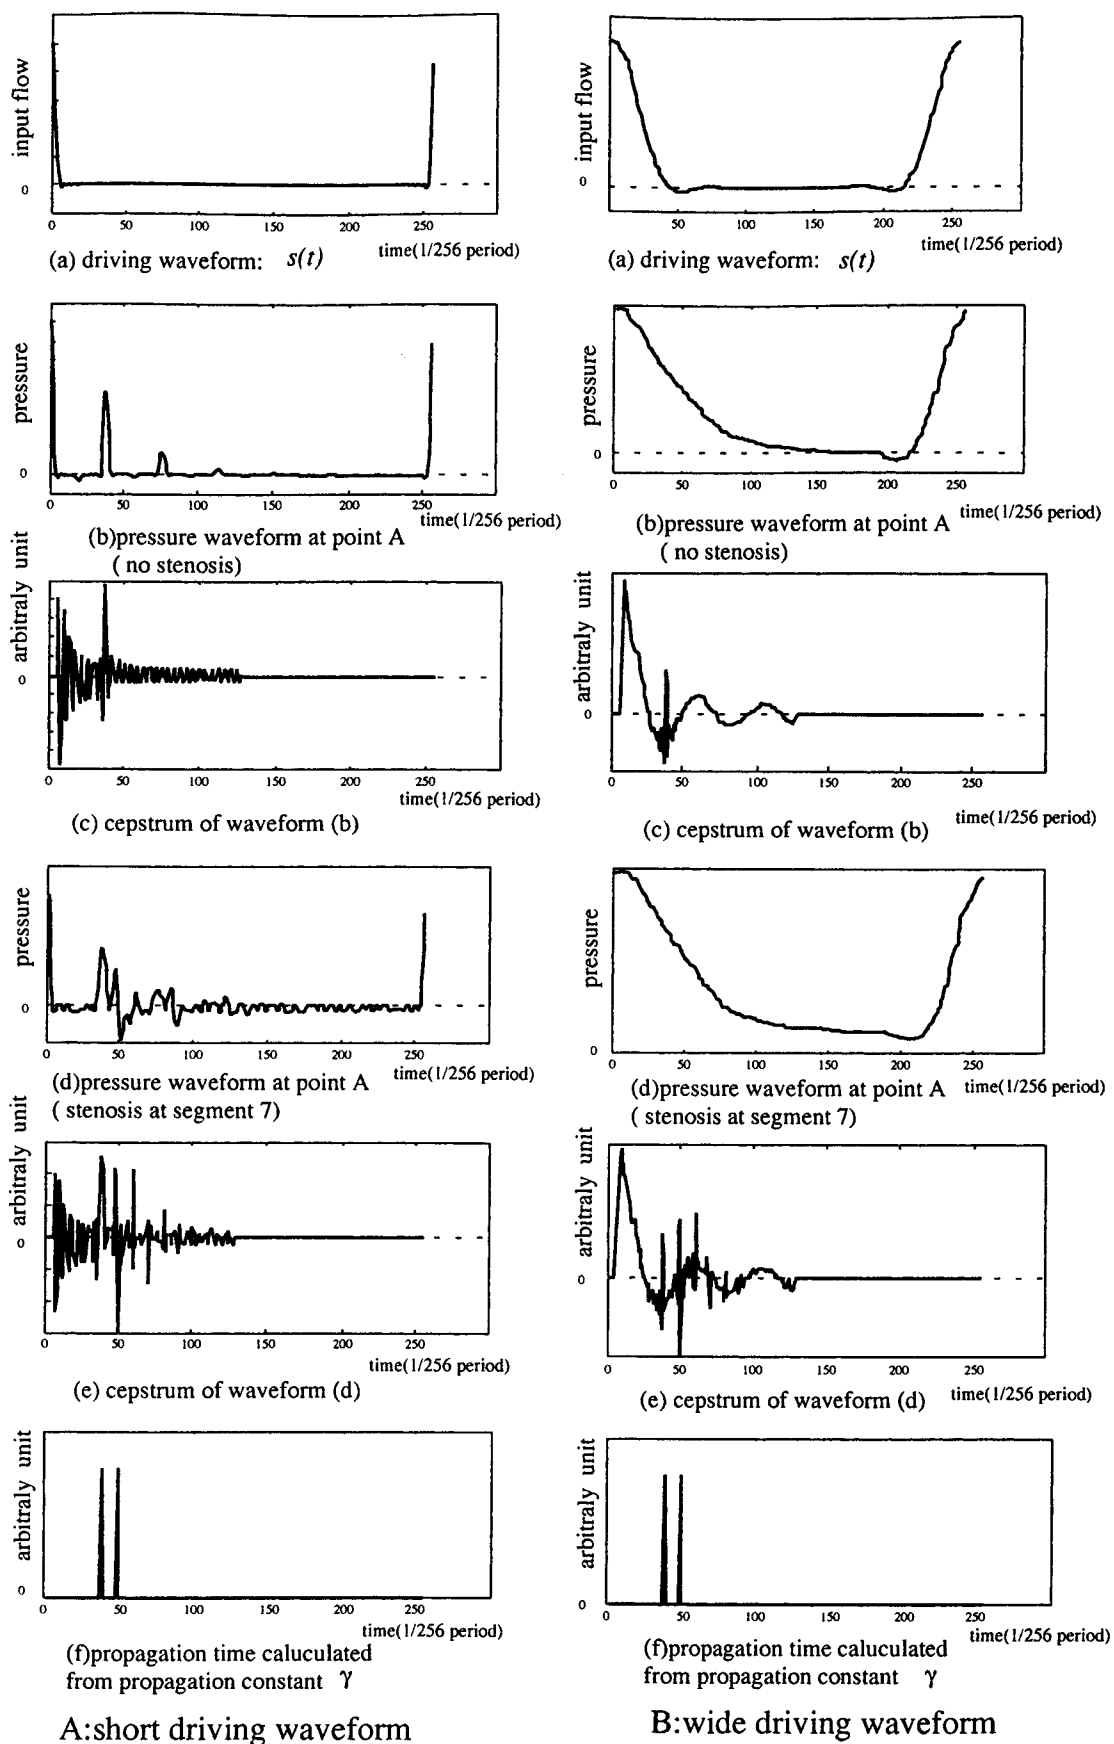 input flow
0
50
100
150
200
250
time(1/256 period)
(a) driving waveform: s(t)
pressure
0
0
50
100
150
200
250
time(1/256 period)
(b)pressure waveform at point A
( no stenosis)
arbitraly unit
0
0
50
100
150
200
250
time(1/256 period)
(c) cepstrum of waveform (b)
pressure
0
0
50
100
150
200
250
time(1/256 period)
(d)pressure waveform at point A
( stenosis at segment 7)
arbitraly unit
0
0
50
100
150
200
250
time(1/256 period)
(e) cepstrum of waveform (d)
arbitraly unit
0
0
50
100
150
200
250
time(1/256 period)
(f)propagation time caluculated
from propagation constant γ
A:short driving waveform
input flow
0
50
100
150
200
250
time(1/256 period)
(a) driving waveform: s(t)
pressure
0
0
50
100
150
200
250
time(1/256 period)
(b)pressure waveform at point A
( no stenosis)
arbitraly unit
0
0
50
100
150
200
250
time(1/256 period)
(c) cepstrum of waveform (b)
pressure
0
0
50
100
150
200
250
time(1/256 period)
(d)pressure waveform at point A
( stenosis at segment 7)
arbitraly unit
0
0
50
100
150
200
250
time(1/256 period)
(e) cepstrum of waveform (d)
arbitraly unit
0
0
50
100
150
200
250
time(1/256 period)
(f)propagation time caluculated
from propagation constant γ
B:wide driving waveform